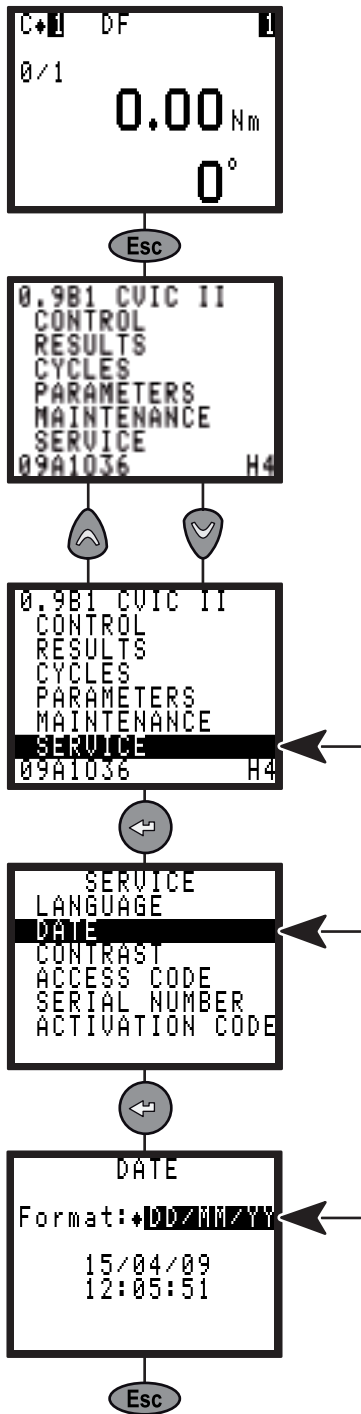 C♦1 DF 1
0/1
0.00 Nm
0°
Esc
0.9B1 CVIC II
CONTROL
RESULTS
CYCLES
PARAMETERS
MAINTENANCE
SERVICE
09A1036 H4
0.9B1 CVIC II
CONTROL
RESULTS
CYCLES
PARAMETERS
MAINTENANCE
SERVICE
09A1036 H4
SERVICE
LANGUAGE
DATE
CONTRAST
ACCESS CODE
SERIAL NUMBER
ACTIVATION CODE
DATE
Format:♦DD/MM/YY
15/04/09
12:05:51
Esc